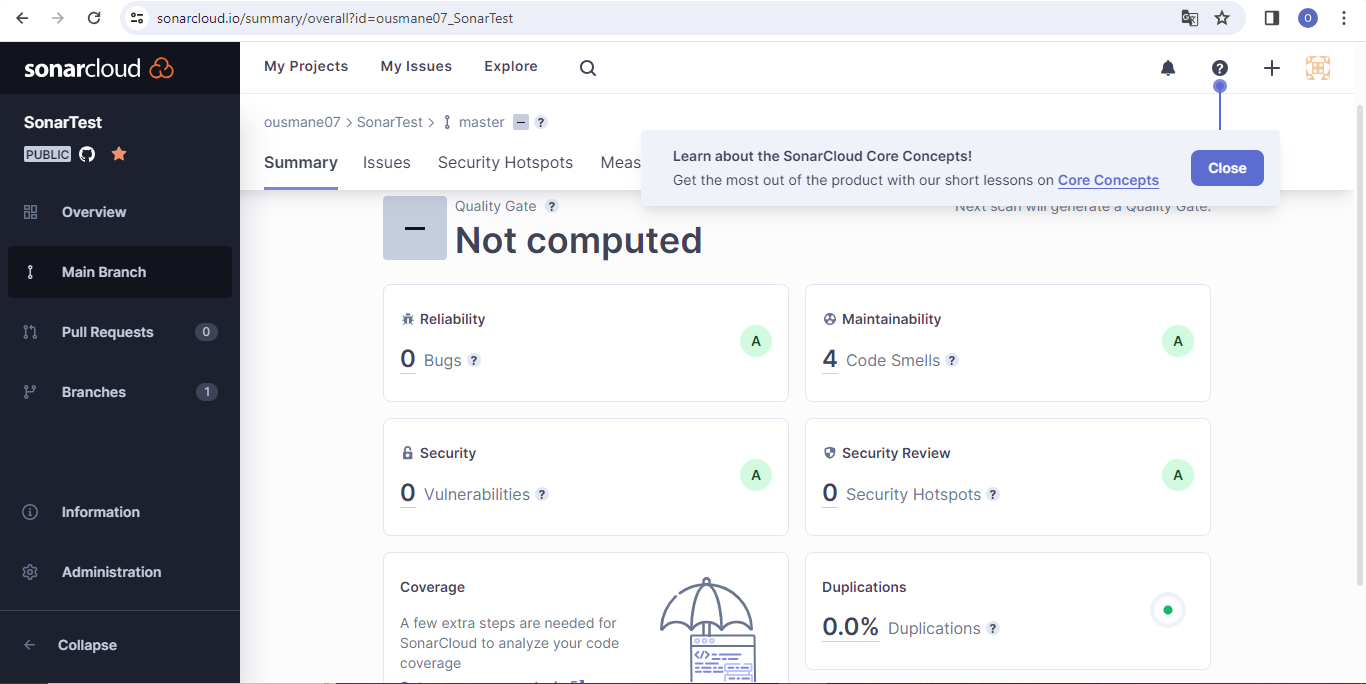 sonarcloud.io/summary/overall?id=ousmane07_SonarTest
O
sonarcloud
My Projects
My Issues
Explore
?
SonarTest
PUBLIC
ousmane07 > SonarTest > master – ?
Summary
Issues
Security Hotspots
Meas
Learn about the SonarCloud Core Concepts!
Get the most out of the product with our short lessons on Core Concepts
Close
Overview
Main Branch
Pull Requests 0
Branches 1
Information
Administration
Collapse
Quality Gate ?
Next scan will generate a Quality Gate.
Not computed
Reliability
0 Bugs ?
A
Maintainability
4 Code Smells ?
A
Security
0 Vulnerabilities ?
A
Security Review
0 Security Hotspots ?
A
Coverage
A few extra steps are needed for
SonarCloud to analyze your code
coverage
Duplications
0.0% Duplications ?